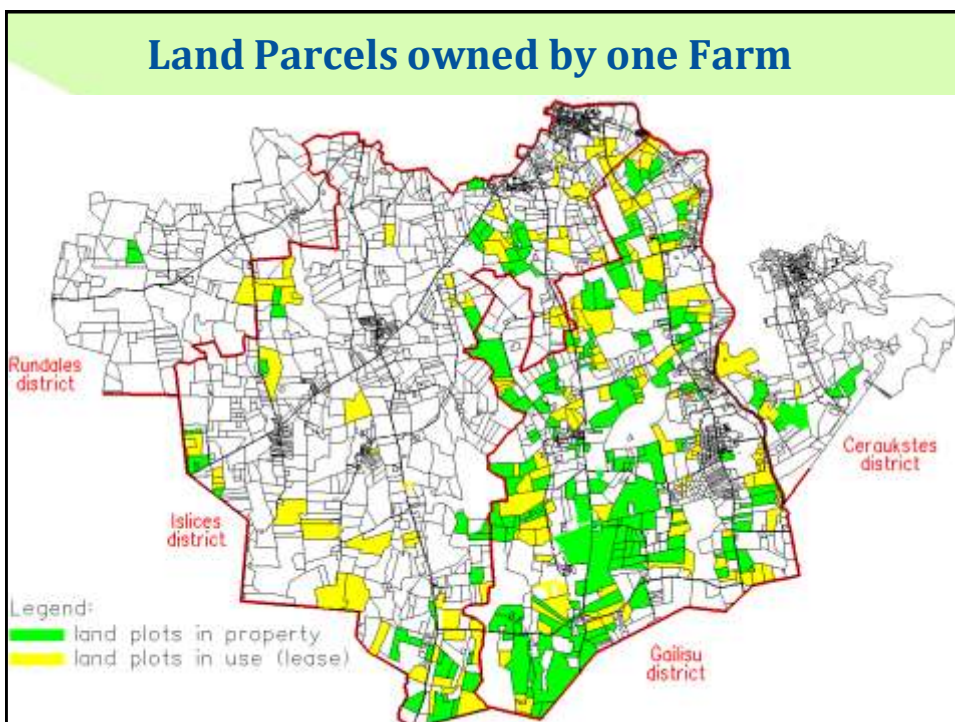 Land Parcels owned by one Farm
Rundales
district
Ceraukstes
district
Islices
district
Legend:
land plots in property
land plots in use (lease)
Gailisu
district